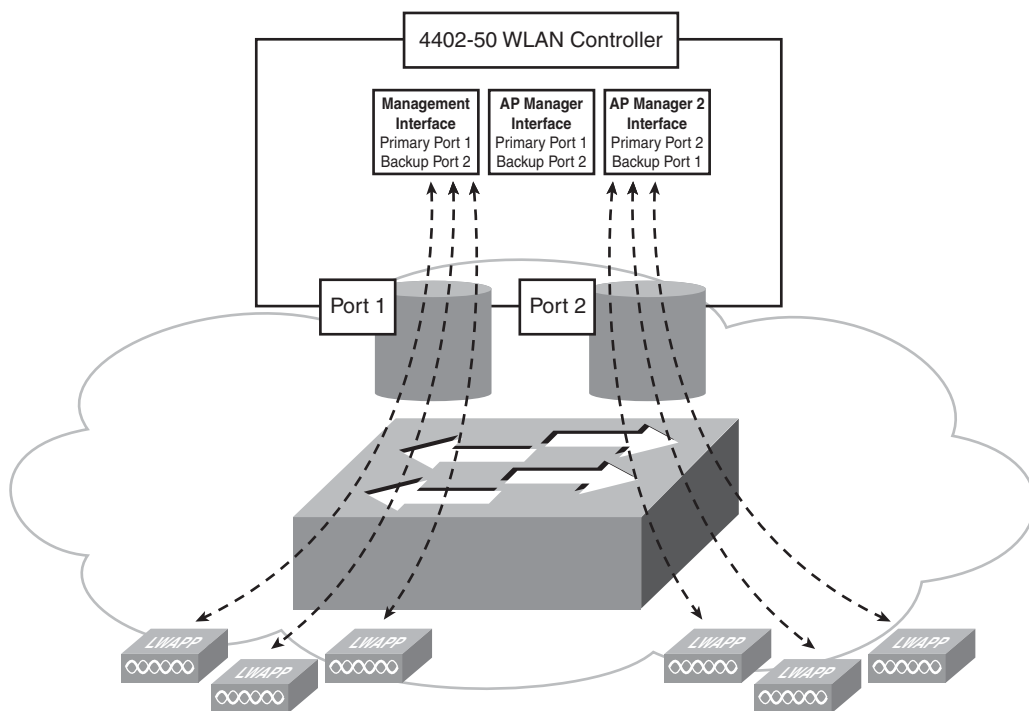 4402-50 WLAN Controller
Management
Interface
Primary Port 1
Backup Port 2
AP Manager
Interface
Primary Port 1
Backup Port 2
AP Manager 2
Interface
Primary Port 2
Backup Port 1
Port 1
Port 2
LWAPP
LWAPP
LWAPP
LWAPP
LWAPP
LWAPP